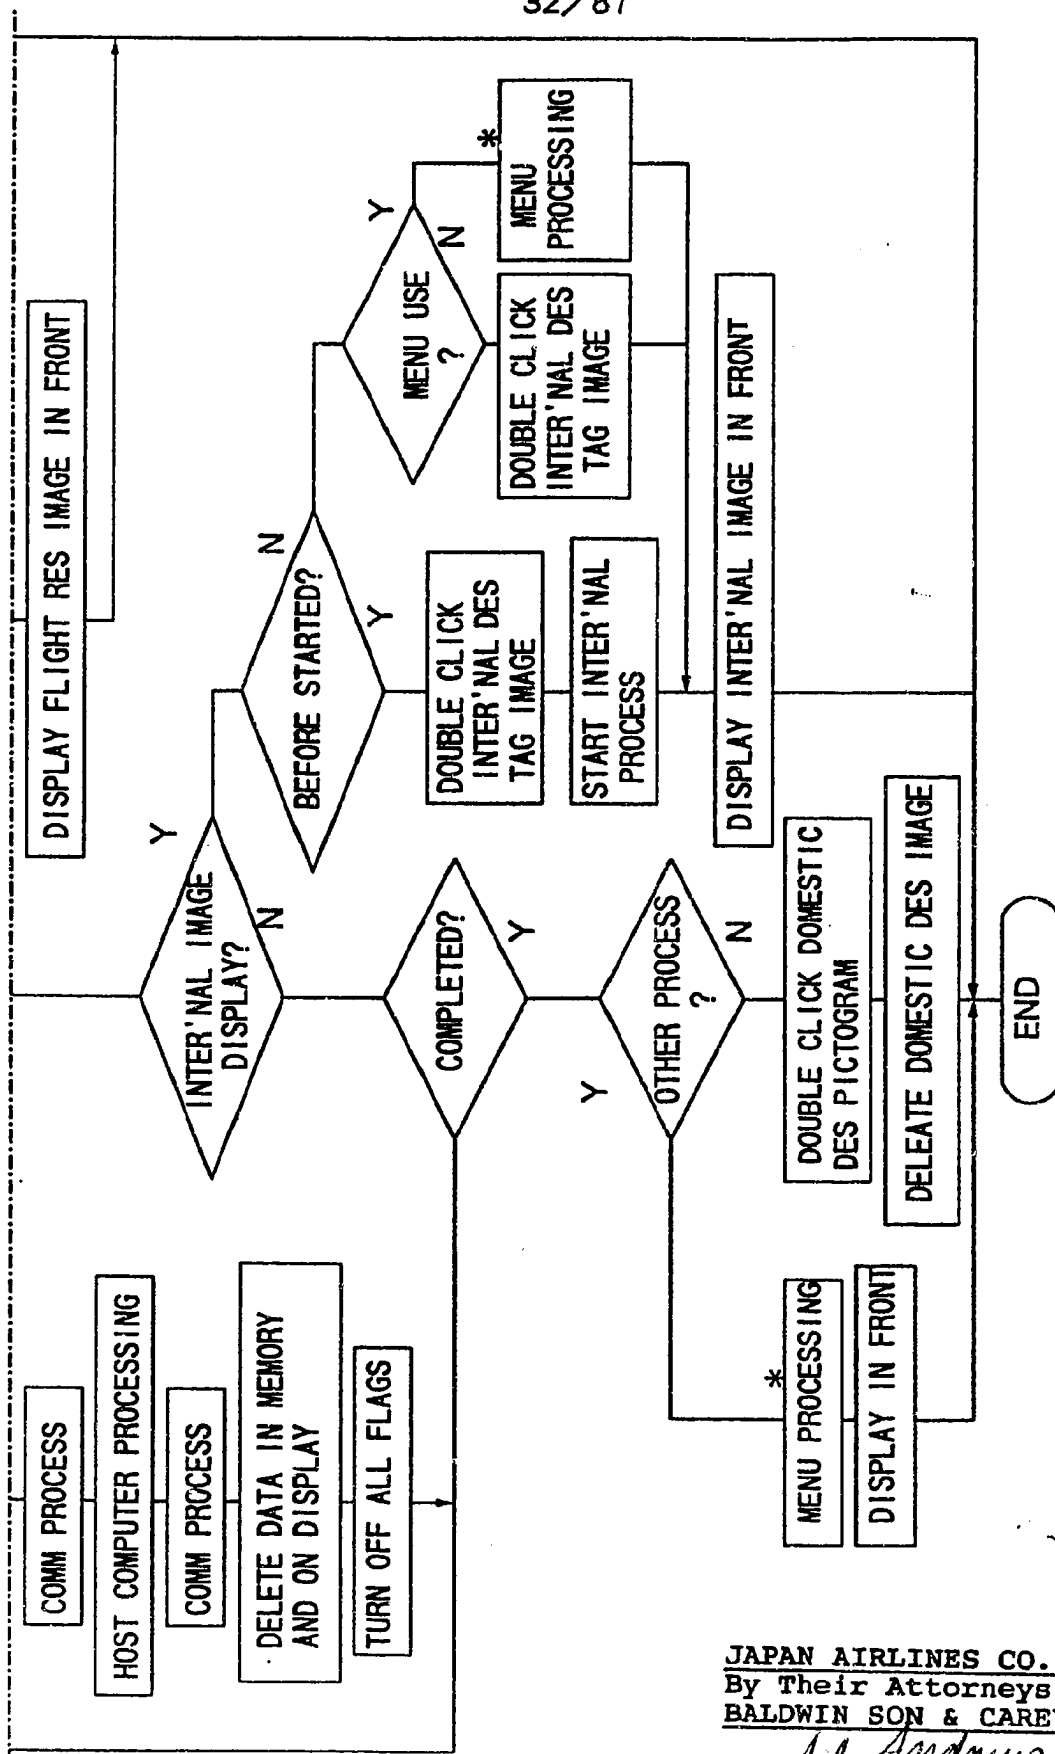 32/87
COMM PROCESS
HOST COMPUTER PROCESSING
COMM PROCESS
DELETE DATA IN MEMORY
AND ON DISPLAY
TURN OFF ALL FLAGS
INTER'NAL IMAGE
DISPLAY?
Y
N
COMPLETED?
Y
OTHER PROCESS
?
Y
N
* MENU PROCESSING
DISPLAY IN FRONT
DOUBLE CLICK DOMESTIC
DES PICTOGRAM
DELEATE DOMESTIC DES IMAGE
END
DISPLAY FLIGHT RES IMAGE IN FRONT
BEFORE STARTED?
N
Y
DOUBLE CLICK
INTER'NAL DES
TAG IMAGE
START INTER'NAL
PROCESS
MENU USE
?
Y
N
DOUBLE CLICK
INTER'NAL DES
TAG IMAGE
*
MENU
PROCESSING
DISPLAY INTER'NAL IMAGE IN FRONT
JAPAN AIRLINES CO.
By Their Attorneys
BALDWIN SON & CAREY